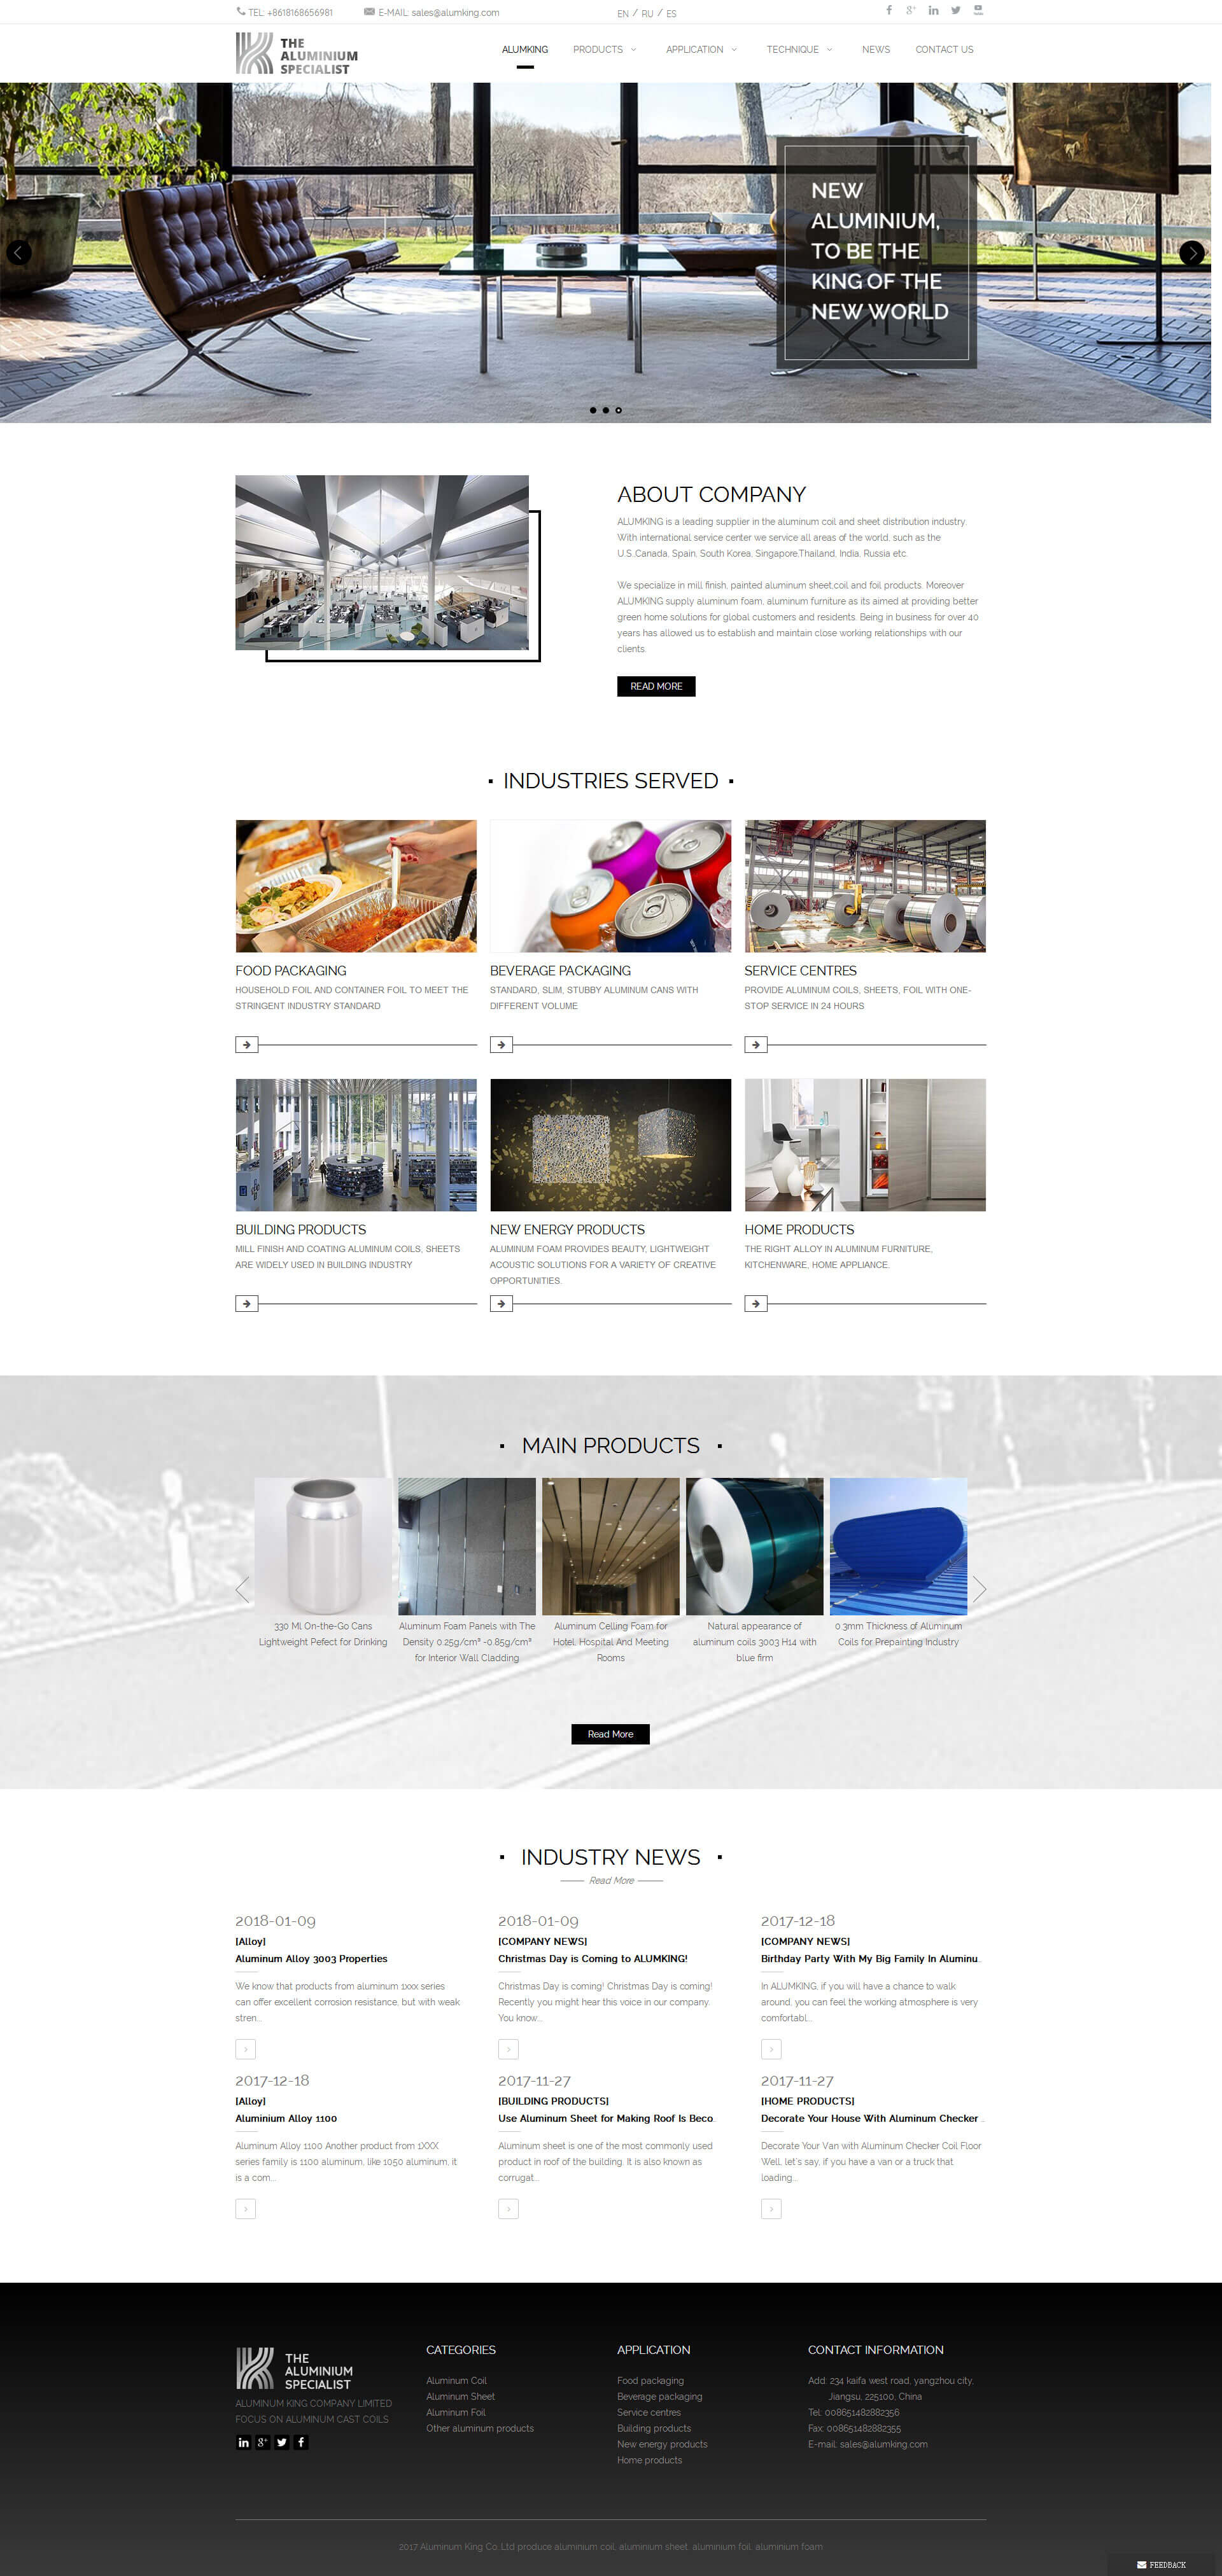 TEL: +8618168656981
E-MAIL: sales@alumking.com
EN / RU / ES
THE
ALUMINIUM
SPECIALIST
ALUMKING
PRODUCTS
APPLICATION
TECHNIQUE
NEWS
CONTACT US
NEW
ALUMINIUM,
TO BE THE
KING OF THE
NEW WORLD
ABOUT COMPANY
ALUMKING is a leading supplier in the aluminum coil and sheet distribution industry.
With international service center we service all areas of the world, such as the
U.S.,Canada, Spain, South Korea, Singapore,Thailand, India, Russia etc.
We specialize in mill finish, painted aluminum sheet,coil and foil products. Moreover
ALUMKING supply aluminum foam, aluminum furniture as its aimed at providing better
green home solutions for global customers and residents. Being in business for over 40
years has allowed us to establish and maintain close working relationships with our
clients.
READ MORE
INDUSTRIES SERVED
FOOD PACKAGING
HOUSEHOLD FOIL AND CONTAINER FOIL TO MEET THE
STRINGENT INDUSTRY STANDARD
BEVERAGE PACKAGING
STANDARD, SLIM, STUBBY ALUMINUM CANS WITH
DIFFERENT VOLUME
SERVICE CENTRES
PROVIDE ALUMINUM COILS, SHEETS, FOIL WITH ONE-
STOP SERVICE IN 24 HOURS
BUILDING PRODUCTS
MILL FINISH AND COATING ALUMINUM COILS, SHEETS
ARE WIDELY USED IN BUILDING INDUSTRY
NEW ENERGY PRODUCTS
ALUMINUM FOAM PROVIDES BEAUTY, LIGHTWEIGHT
ACOUSTIC SOLUTIONS FOR A VARIETY OF CREATIVE
OPPORTUNITIES.
HOME PRODUCTS
THE RIGHT ALLOY IN ALUMINUM FURNITURE,
KITCHENWARE, HOME APPLIANCE.
MAIN PRODUCTS
330 Ml On-the-Go Cans
Lightweight Pefect for Drinking
Aluminum Foam Panels with The
Density 0.25g/cm³ -0.85g/cm³
for Interior Wall Cladding
Aluminum Celling Foam for
Hotel, Hospital And Meeting
Rooms
Natural appearance of
aluminum coils 3003 H14 with
blue firm
0.3mm Thickness of Aluminum
Coils for Prepainting Industry
Read More
INDUSTRY NEWS
Read More
2018-01-09
[Alloy]
Aluminum Alloy 3003 Properties
We know that products from aluminum 1xxx series
can offer excellent corrosion resistance, but with weak
stren...
2018-01-09
[COMPANY NEWS]
Christmas Day is Coming to ALUMKING!
Christmas Day is coming! Christmas Day is coming!
Recently you might hear this voice in our company.
You know...
2017-12-18
[COMPANY NEWS]
Birthday Party With My Big Family In Aluminu..
In ALUMKING, if you will have a chance to walk
around, you can feel the working atmosphere is very
comfortabl...
2017-12-18
[Alloy]
Aluminium Alloy 1100
Aluminum Alloy 1100 Another product from 1XXX
series family is 1100 aluminum, like 1050 aluminum, it
is a com...
2017-11-27
[BUILDING PRODUCTS]
Use Aluminum Sheet for Making Roof Is Beco..
Aluminum sheet is one of the most commonly used
product in roof of the building. It is also known as
corrugat...
2017-11-27
[HOME PRODUCTS]
Decorate Your House With Aluminum Checker ..
Decorate Your Van with Aluminum Checker Coil Floor
Well, let's say, if you have a van or a truck that
loading...
THE
ALUMINIUM
SPECIALIST
ALUMINUM KING COMPANY LIMITED
FOCUS ON ALUMINUM CAST COILS
CATEGORIES
Aluminum Coil
Aluminum Sheet
Aluminum Foil
Other aluminum products
APPLICATION
Food packaging
Beverage packaging
Service centres
Building products
New energy products
Home products
CONTACT INFORMATION
Add: 234 kaifa west road, yangzhou city,
Jiangsu, 225100, China
Tel: 008651482882356
Fax: 008651482882355
E-mail: sales@alumking.com
2017 Aluminum King Co.,Ltd produce aluminium coil, aluminium sheet, aluminium foil, aluminium foam
FEEDBACK